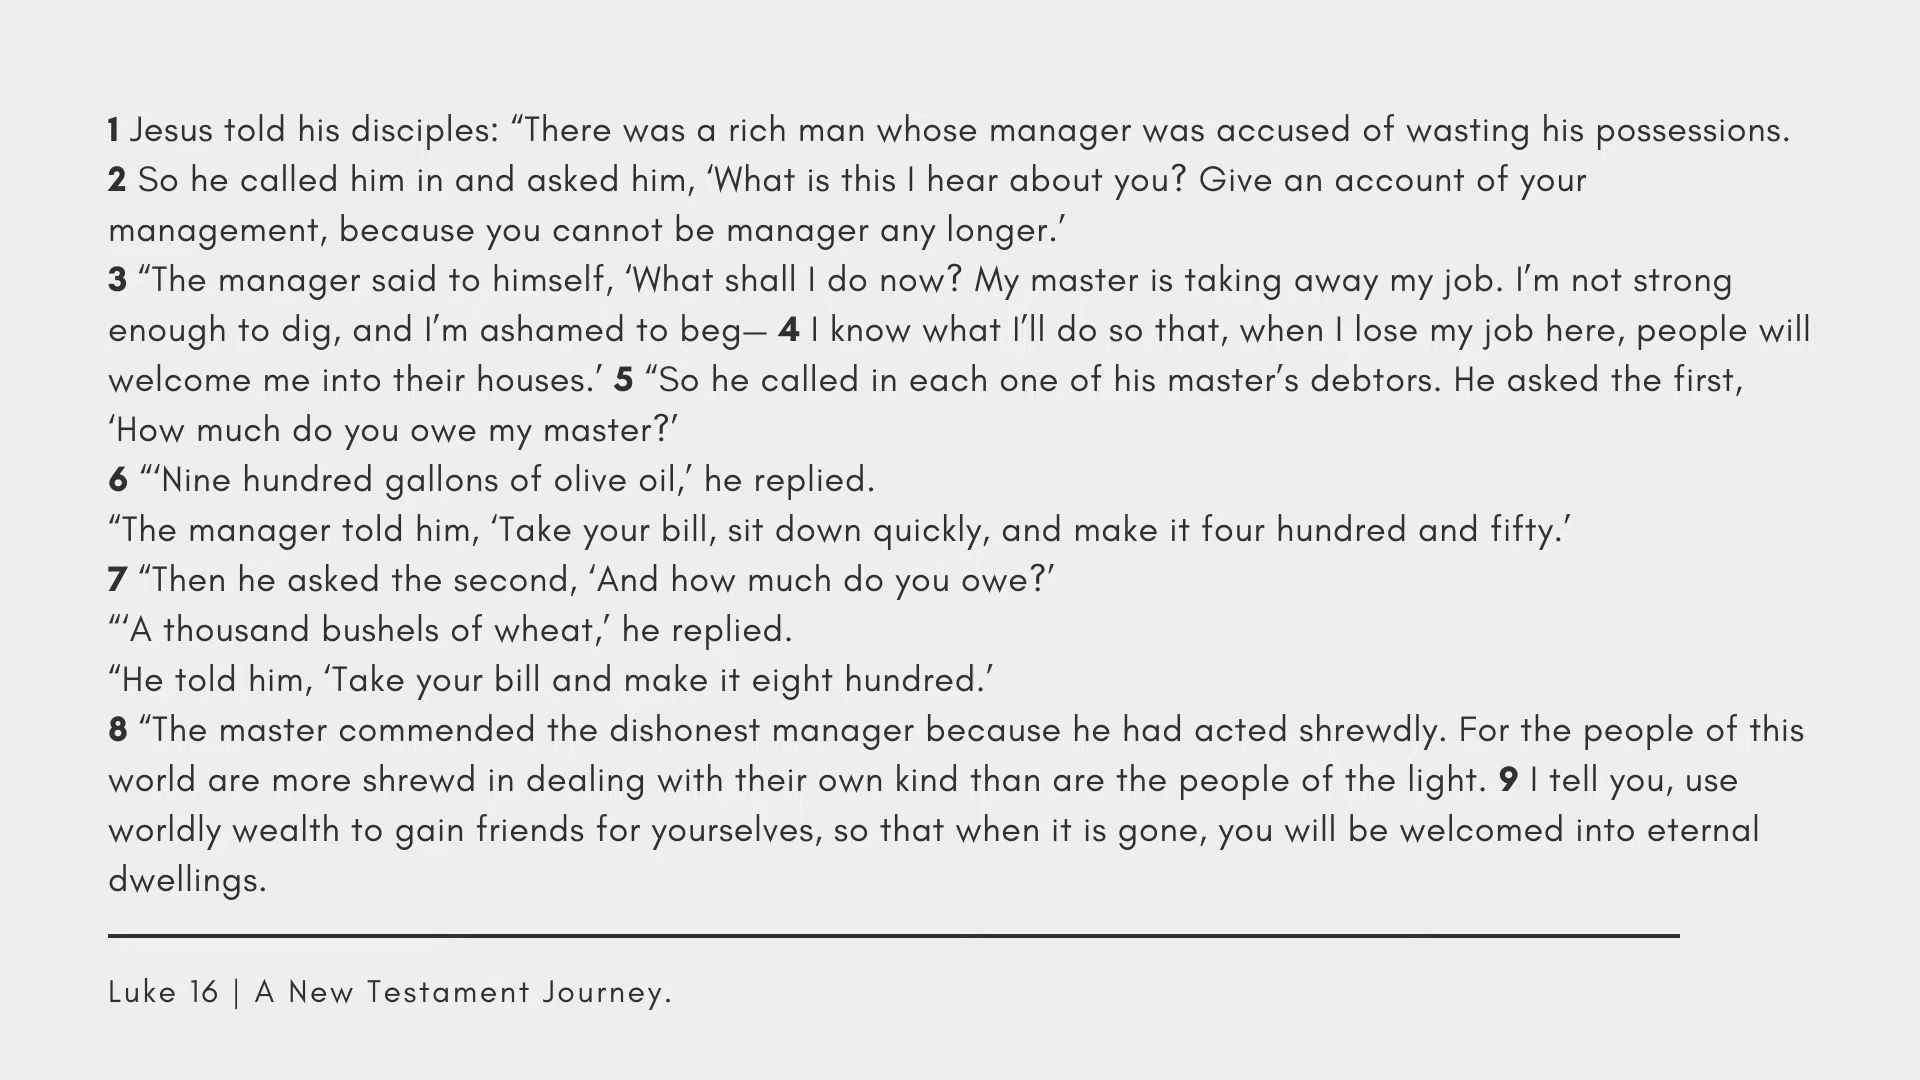 1 Jesus told his disciples: “There was a rich man whose manager was accused of wasting his possessions.
2 So he called him in and asked him, ‘What is this I hear about you? Give an account of your
management, because you cannot be manager any longer.’
3 “The manager said to himself, ‘What shall I do now? My master is taking away my job. I’m not strong
enough to dig, and I’m ashamed to beg— 4 I know what I’ll do so that, when I lose my job here, people will
welcome me into their houses.’ 5 “So he called in each one of his master’s debtors. He asked the first,
‘How much do you owe my master?’
6 “‘Nine hundred gallons of olive oil,’ he replied.
“The manager told him, ‘Take your bill, sit down quickly, and make it four hundred and fifty.’
7 “Then he asked the second, ‘And how much do you owe?’
“‘A thousand bushels of wheat,’ he replied.
“He told him, ‘Take your bill and make it eight hundred.’
8 “The master commended the dishonest manager because he had acted shrewdly. For the people of this
world are more shrewd in dealing with their own kind than are the people of the light. 9 I tell you, use
worldly wealth to gain friends for yourselves, so that when it is gone, you will be welcomed into eternal
dwellings.
Luke 16 | A New Testament Journey.